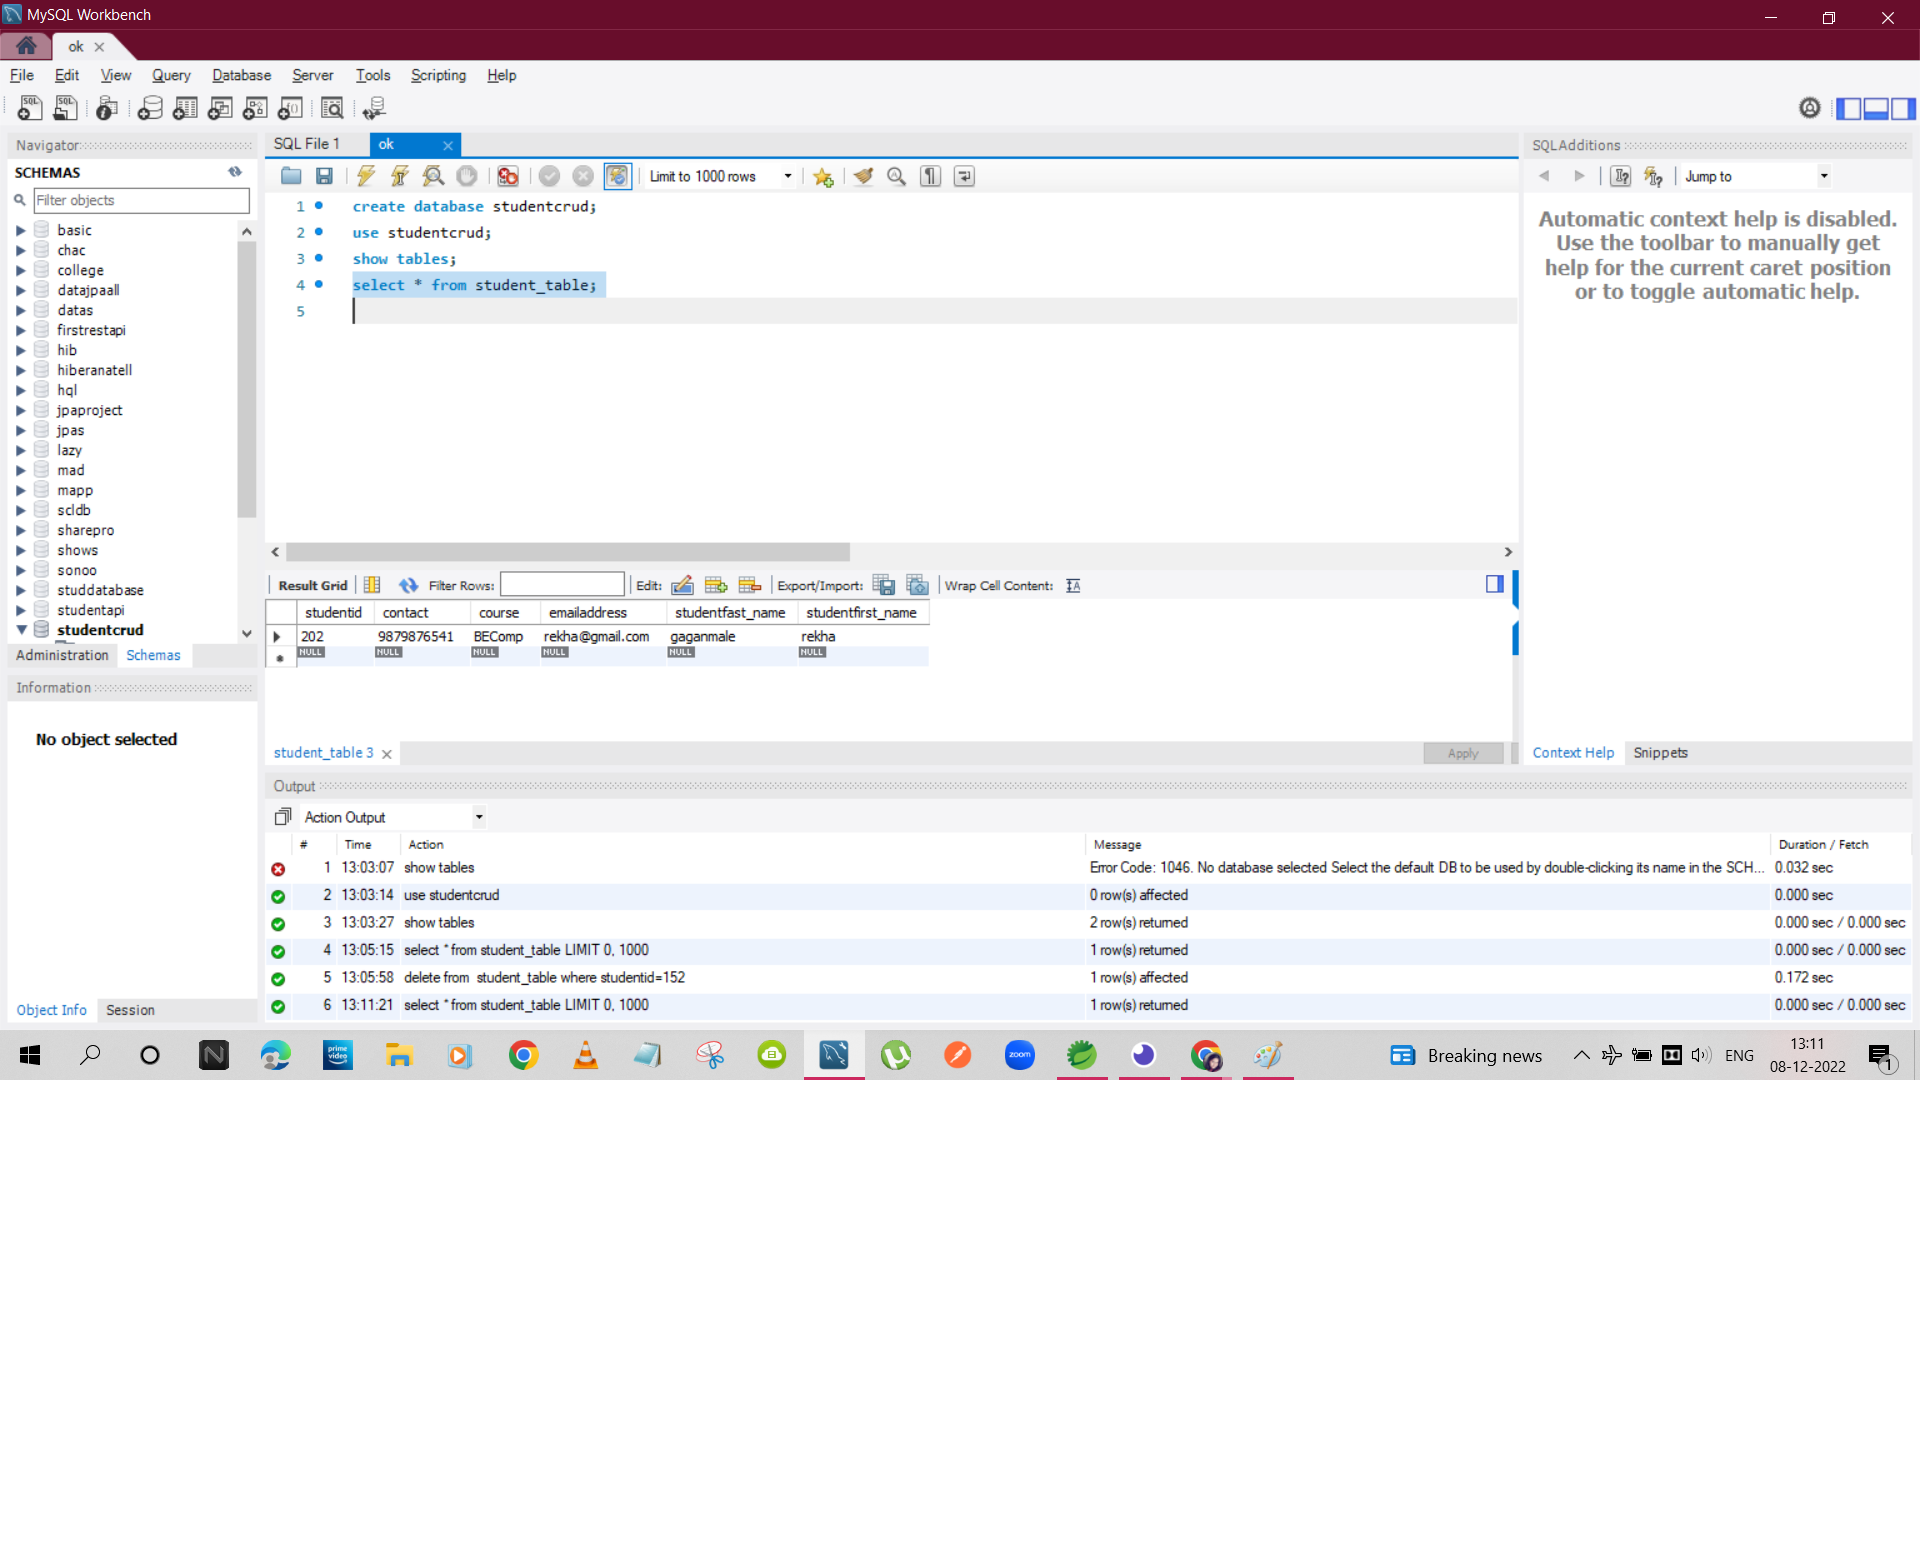 MySQL Workbench
ok
File Edit View Query Database Server Tools Scripting Help
Navigator
SCHEMAS
Filter objects
basic
chac
college
datajpaall
datas
firstrestapi
hib
hiberanatell
hql
jpaproject
jpas
lazy
mad
mapp
scldb
sharepro
shows
sonoo
studdatabase
studentapi
studentcrud
Administration Schemas
Information
No object selected
Object Info Session
SQL File 1 ok
Limit to 1000 rows
1 create database studentcrud;
2 use studentcrud;
3 show tables;
4 select * from student_table;
5
Result Grid Filter Rows: Edit: Export/Import: Wrap Cell Content:
studentid contact course emailaddress studentfast_name studentfirst_name
202 9879876541 BEComp rekha@gmail.com gaganmale rekha
NULL NULL NULL NULL NULL NULL
student_table 3
Apply
SQLAdditions
Jump to
Automatic context help is disabled.
Use the toolbar to manually get
help for the current caret position
or to toggle automatic help.
Context Help Snippets
Output
Action Output
# Time Action Message Duration / Fetch
1 13:03:07 show tables Error Code: 1046. No database selected Select the default DB to be used by double-clicking its name in the SCH... 0.032 sec
2 13:03:14 use studentcrud 0 row(s) affected 0.000 sec
3 13:03:27 show tables 2 row(s) returned 0.000 sec / 0.000 sec
4 13:05:15 select * from student_table LIMIT 0, 1000 1 row(s) returned 0.000 sec / 0.000 sec
5 13:05:58 delete from student_table where studentid=152 1 row(s) affected 0.172 sec
6 13:11:21 select * from student_table LIMIT 0, 1000 1 row(s) returned 0.000 sec / 0.000 sec
prime video
zoom
Breaking news
ENG
13:11
08-12-2022
1